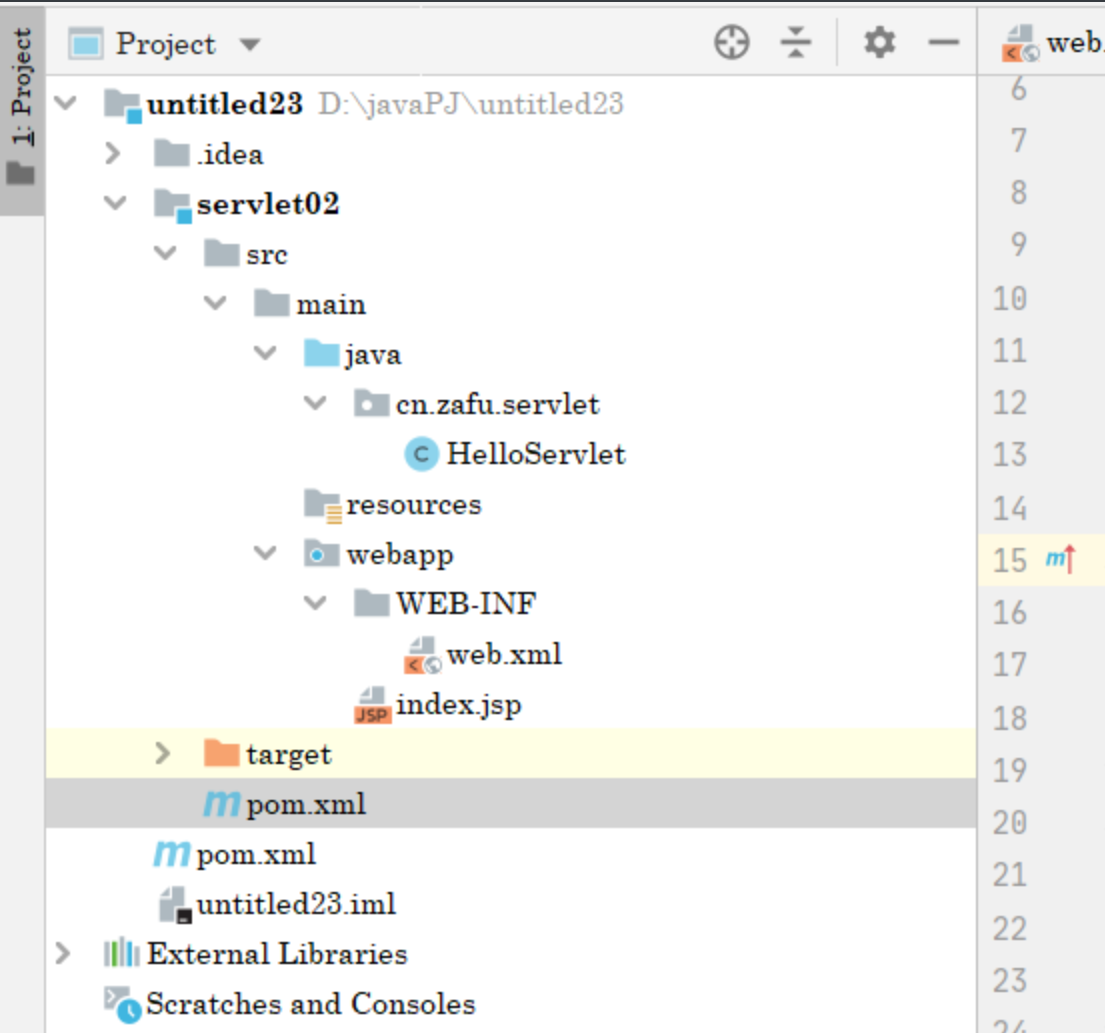 1: Project
Project
web.
untitled23 D:\javaPJ\untitled23
.idea
servlet02
src
main
java
cn.zafu.servlet
C HelloServlet
resources
webapp
WEB-INF
web.xml
JSP index.jsp
target
m pom.xml
m pom.xml
untitled23.iml
External Libraries
Scratches and Consoles
6
7
8
9
10
11
12
13
14
15 m
16
17
18
19
20
21
22
23
24